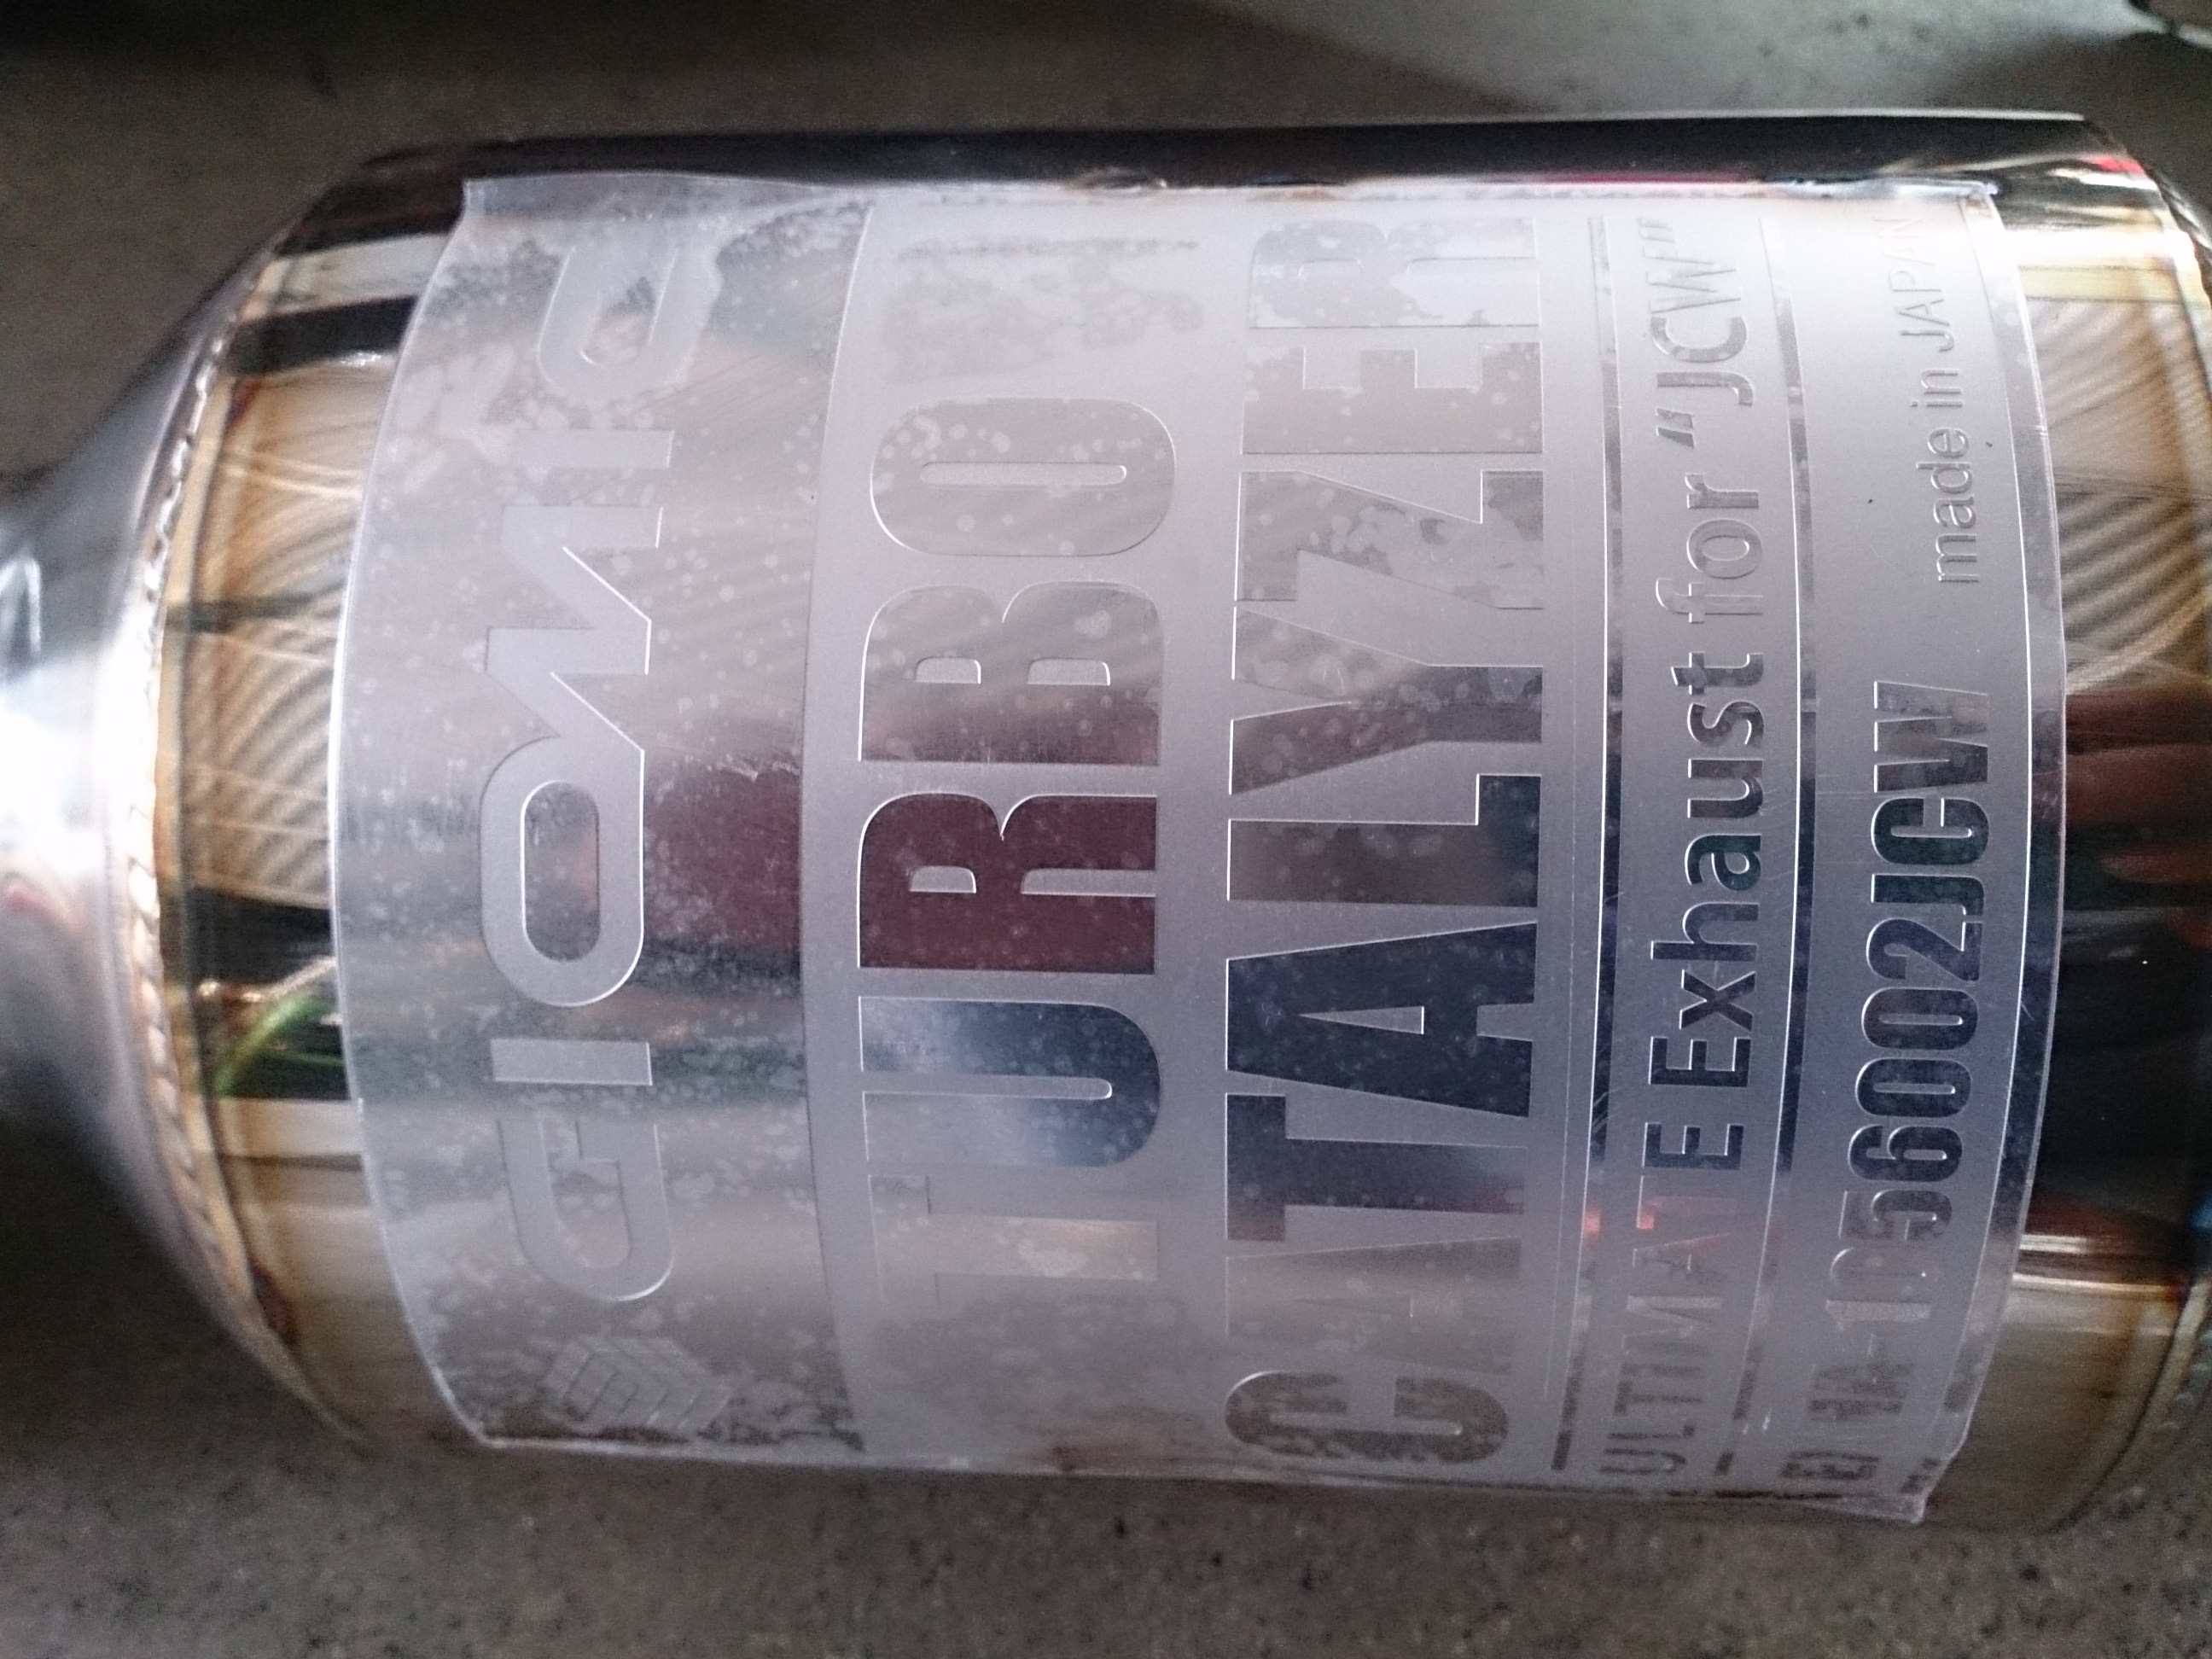 GIOMIC
TURBO
CATALYZER
ULTIMATE Exhaust for “JCW”
made in JAPAN